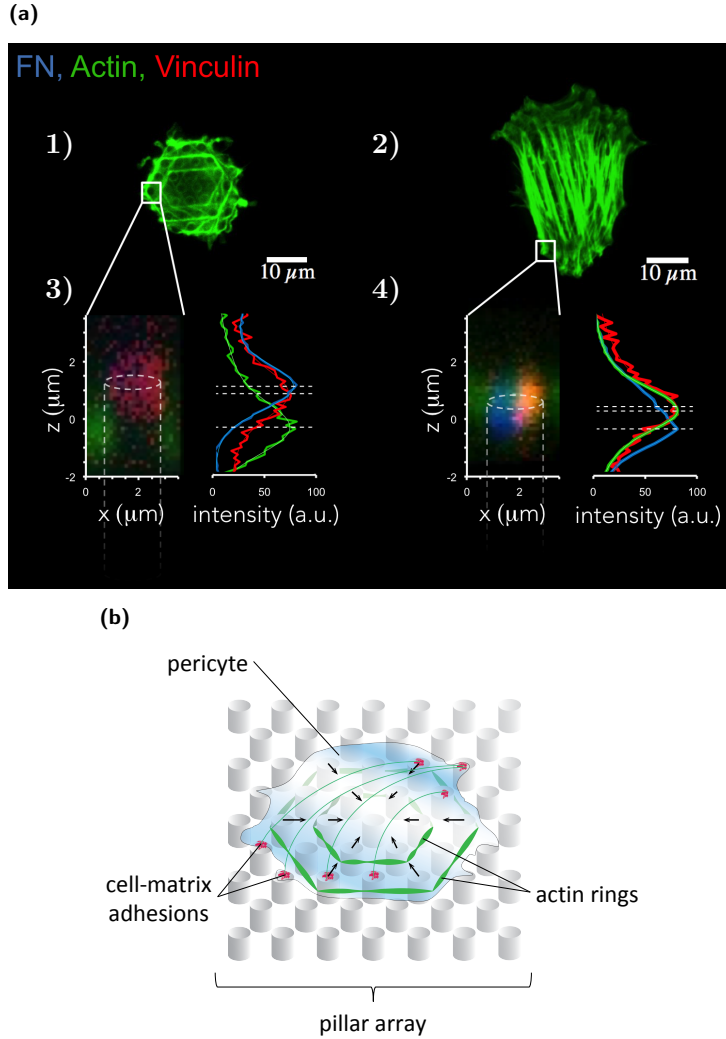 (a)
FN, Actin, Vinculin
1)
2)
10 μm
10 μm
3)
4)
z (μm)
2
0
-2
0
2
x (μm)
0
50
100
intensity (a.u.)
z (μm)
2
0
-2
0
2
x (μm)
0
50
100
intensity (a.u.)
(b)
pericyte
cell-matrix
adhesions
actin rings
pillar array